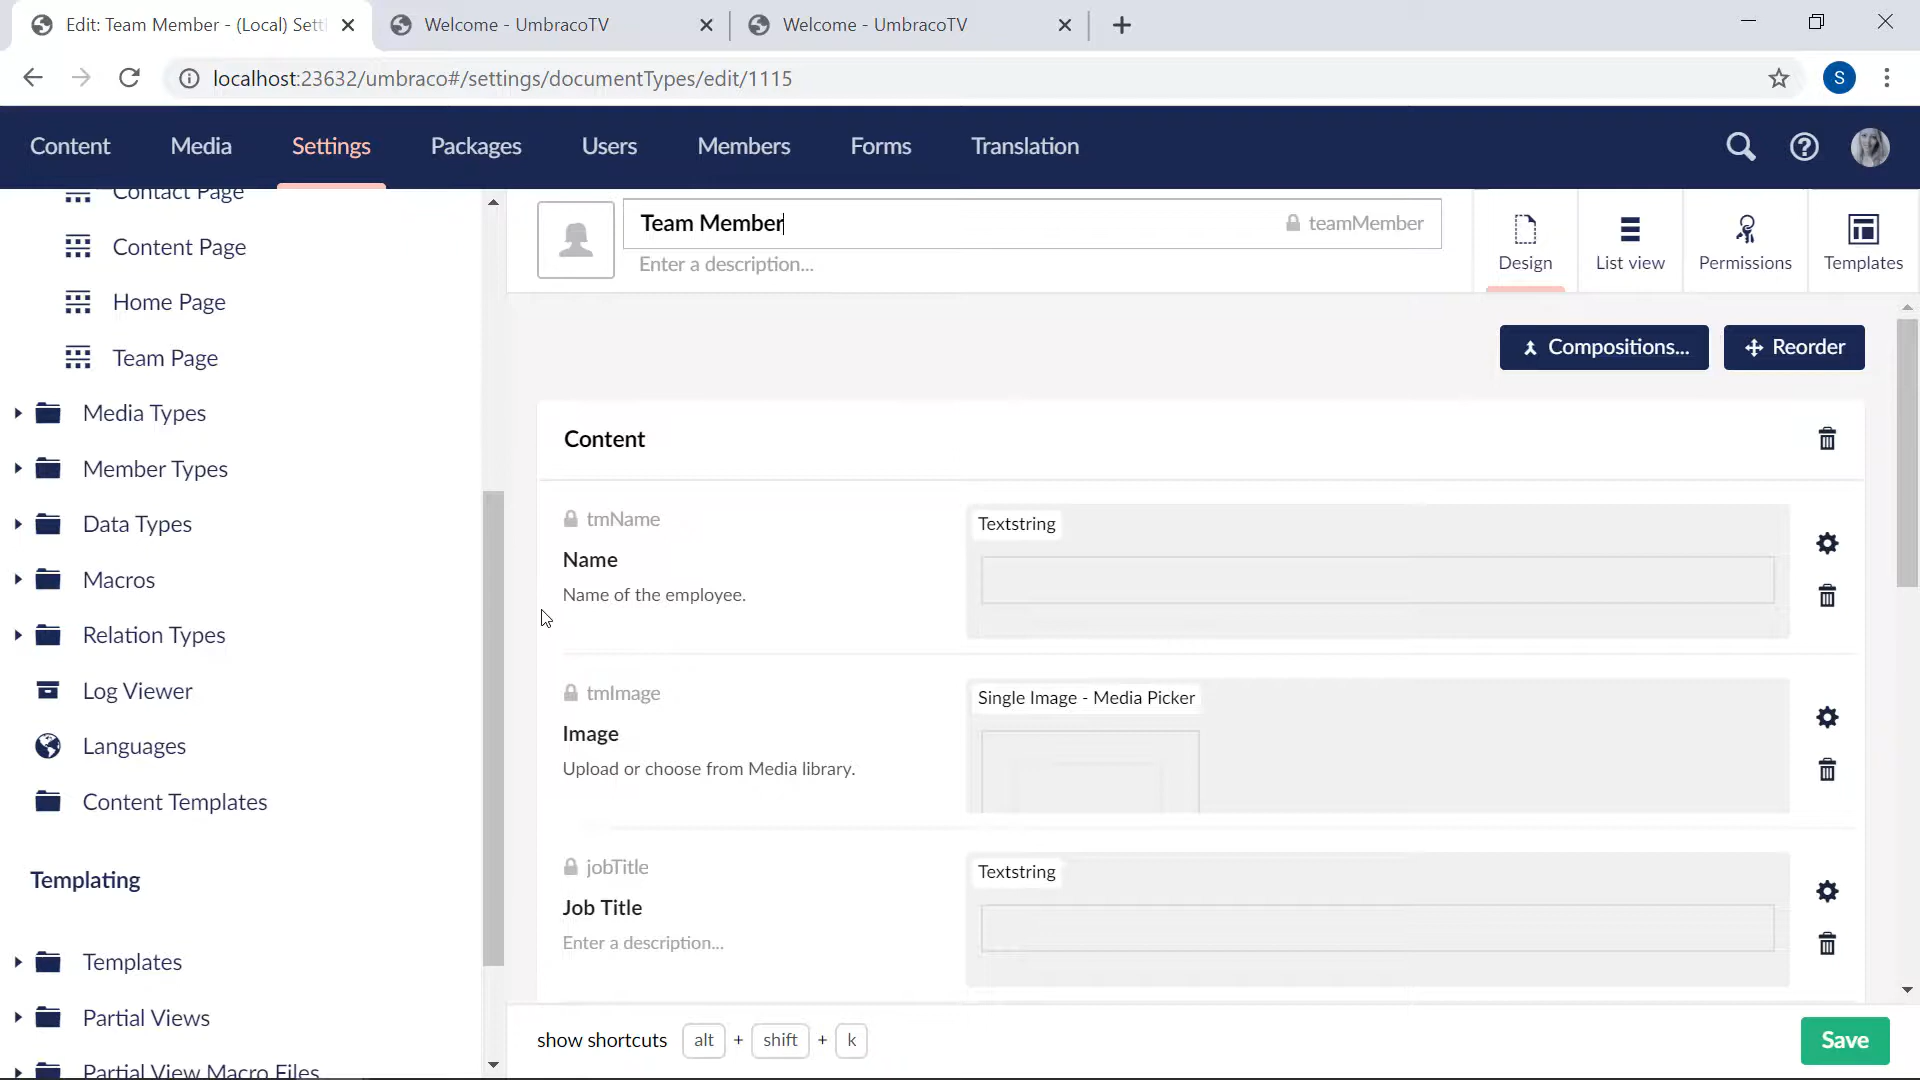 Edit: Team Member - (Local) Sett
Welcome - UmbracoTV
Welcome - UmbracoTV
localhost:23632/umbraco#/settings/documentTypes/edit/1115
S
Content
Media
Settings
Packages
Users
Members
Forms
Translation
Contact Page
Content Page
Home Page
Team Page
Media Types
Member Types
Data Types
Macros
Relation Types
Log Viewer
Languages
Content Templates
Templating
Templates
Partial Views
Partial View Macro Files
Team Member
teamMember
Enter a description...
Design
List view
Permissions
Templates
Compositions...
Reorder
Content
tmName
Name
Name of the employee.
Textstring
tmImage
Image
Upload or choose from Media library.
Single Image - Media Picker
jobTitle
Job Title
Enter a description...
Textstring
show shortcuts alt + shift + k
Save